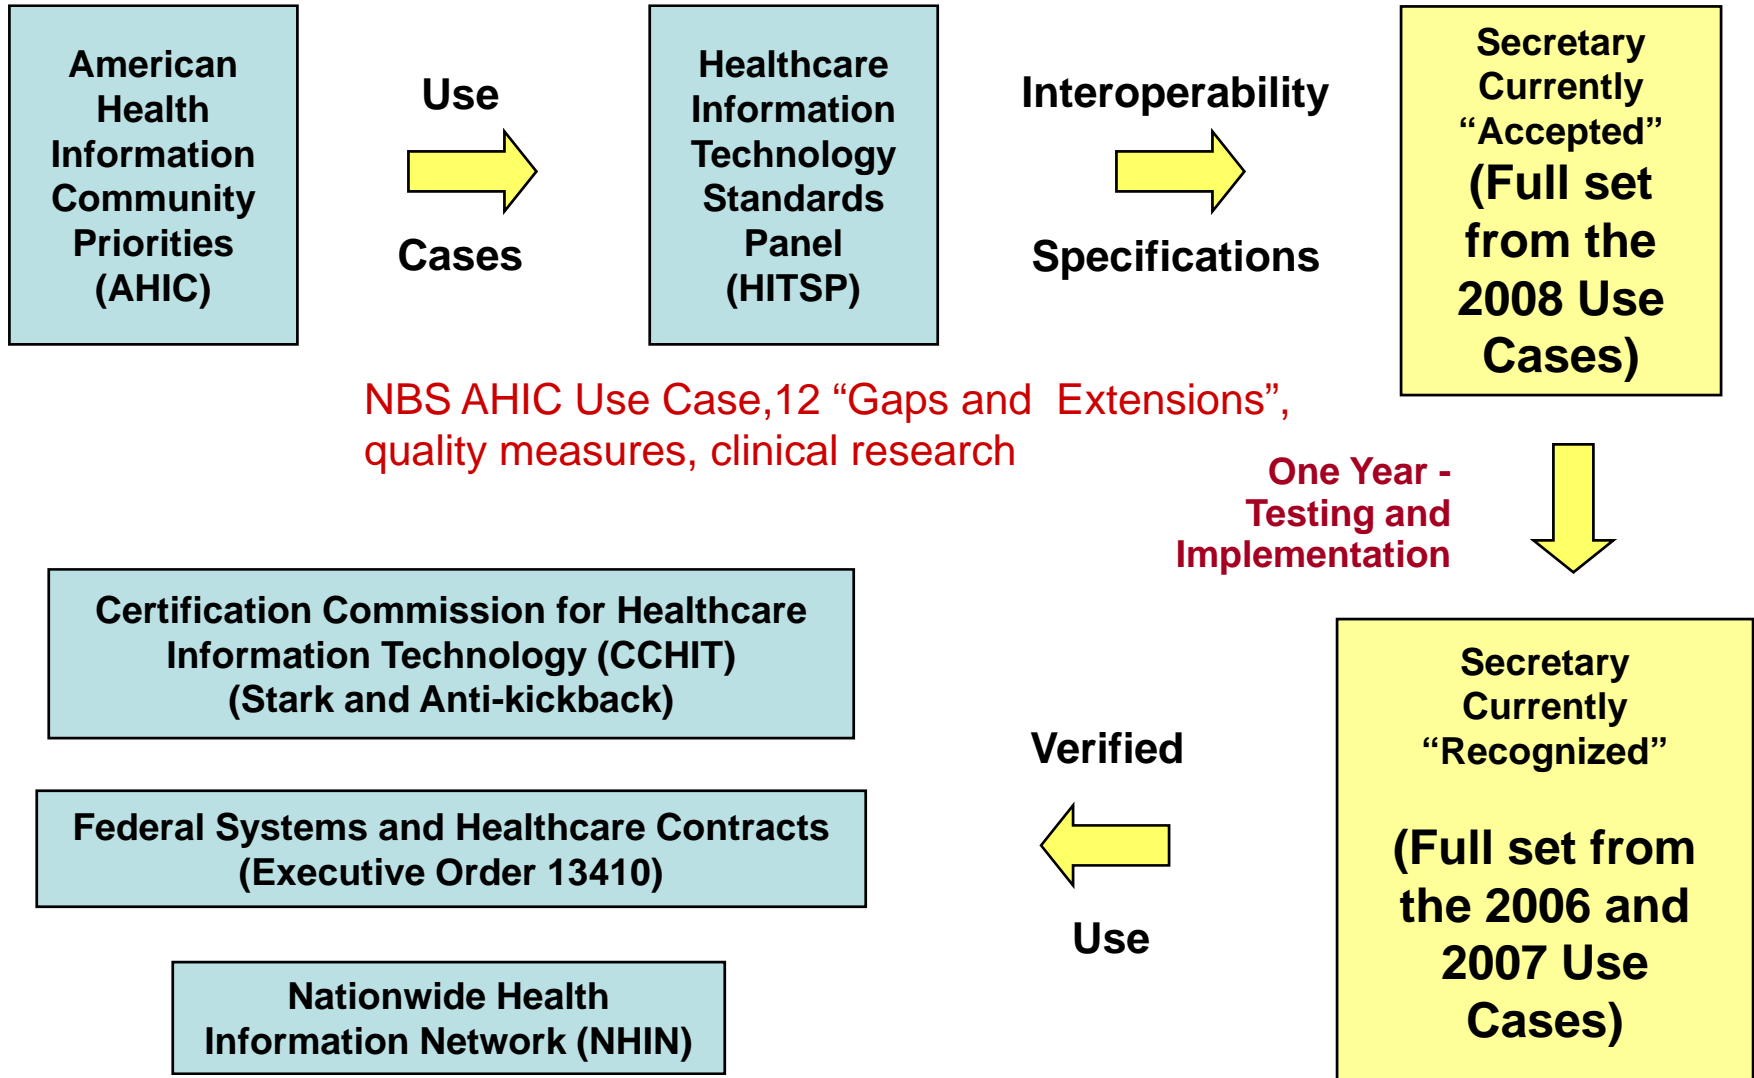 American
Health
Information
Community
Priorities
(AHIC)
Use
Cases
Healthcare
Information
Technology
Standards
Panel
(HITSP)
Interoperability
Specifications
Secretary
Currently
“Accepted”
(Full set
from the
2008 Use
Cases)
NBS AHIC Use Case,12 “Gaps and Extensions”,
quality measures, clinical research
One Year -
Testing and
Implementation
Secretary
Currently
“Recognized”
(Full set from
the 2006 and
2007 Use
Cases)
Verified
Use
Certification Commission for Healthcare
Information Technology (CCHIT)
(Stark and Anti-kickback)
Federal Systems and Healthcare Contracts
(Executive Order 13410)
Nationwide Health
Information Network (NHIN)